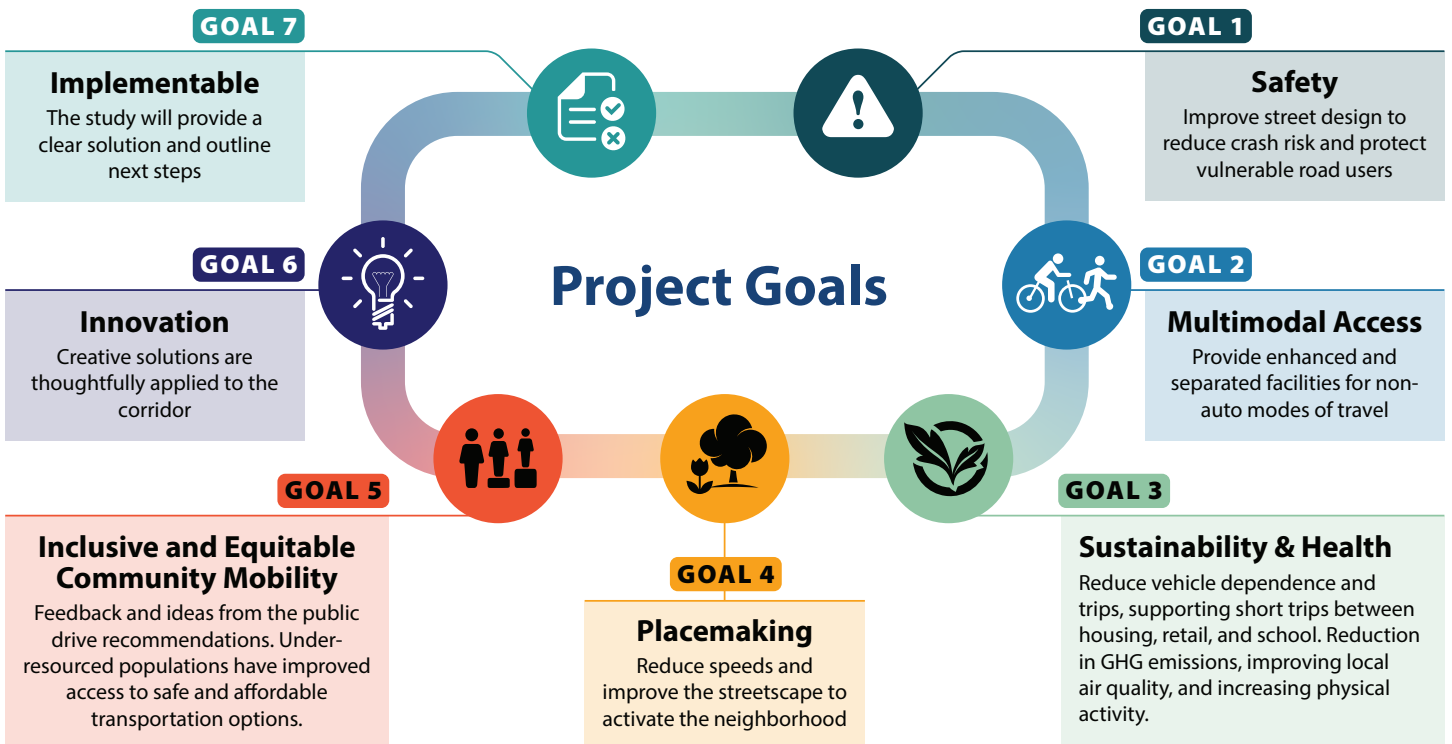 Project Goals
GOAL 1
Safety
Improve street design to
reduce crash risk and protect
vulnerable road users
GOAL 2
Multimodal Access
Provide enhanced and
separated facilities for non-
auto modes of travel
GOAL 3
Sustainability & Health
Reduce vehicle dependence and
trips, supporting short trips between
housing, retail, and school. Reduction
in GHG emissions, improving local
air quality, and increasing physical
activity.
GOAL 4
Placemaking
Reduce speeds and
improve the streetscape to
activate the neighborhood
GOAL 5
Inclusive and Equitable
Community Mobility
Feedback and ideas from the public
drive recommendations. Under-
resourced populations have improved
access to safe and affordable
transportation options.
GOAL 6
Innovation
Creative solutions are
thoughtfully applied to the
corridor
GOAL 7
Implementable
The study will provide a
clear solution and outline
next steps